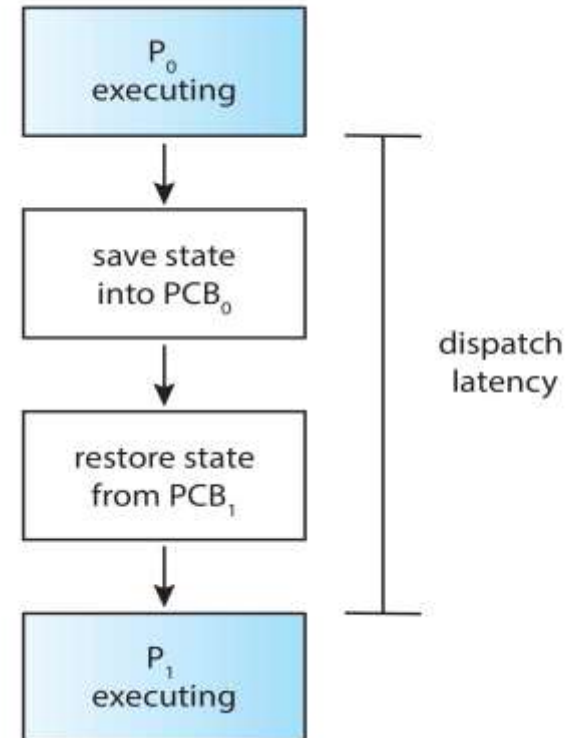 P₀
executing
save state
into PCB₀
dispatch
latency
restore state
from PCB₁
P₁
executing